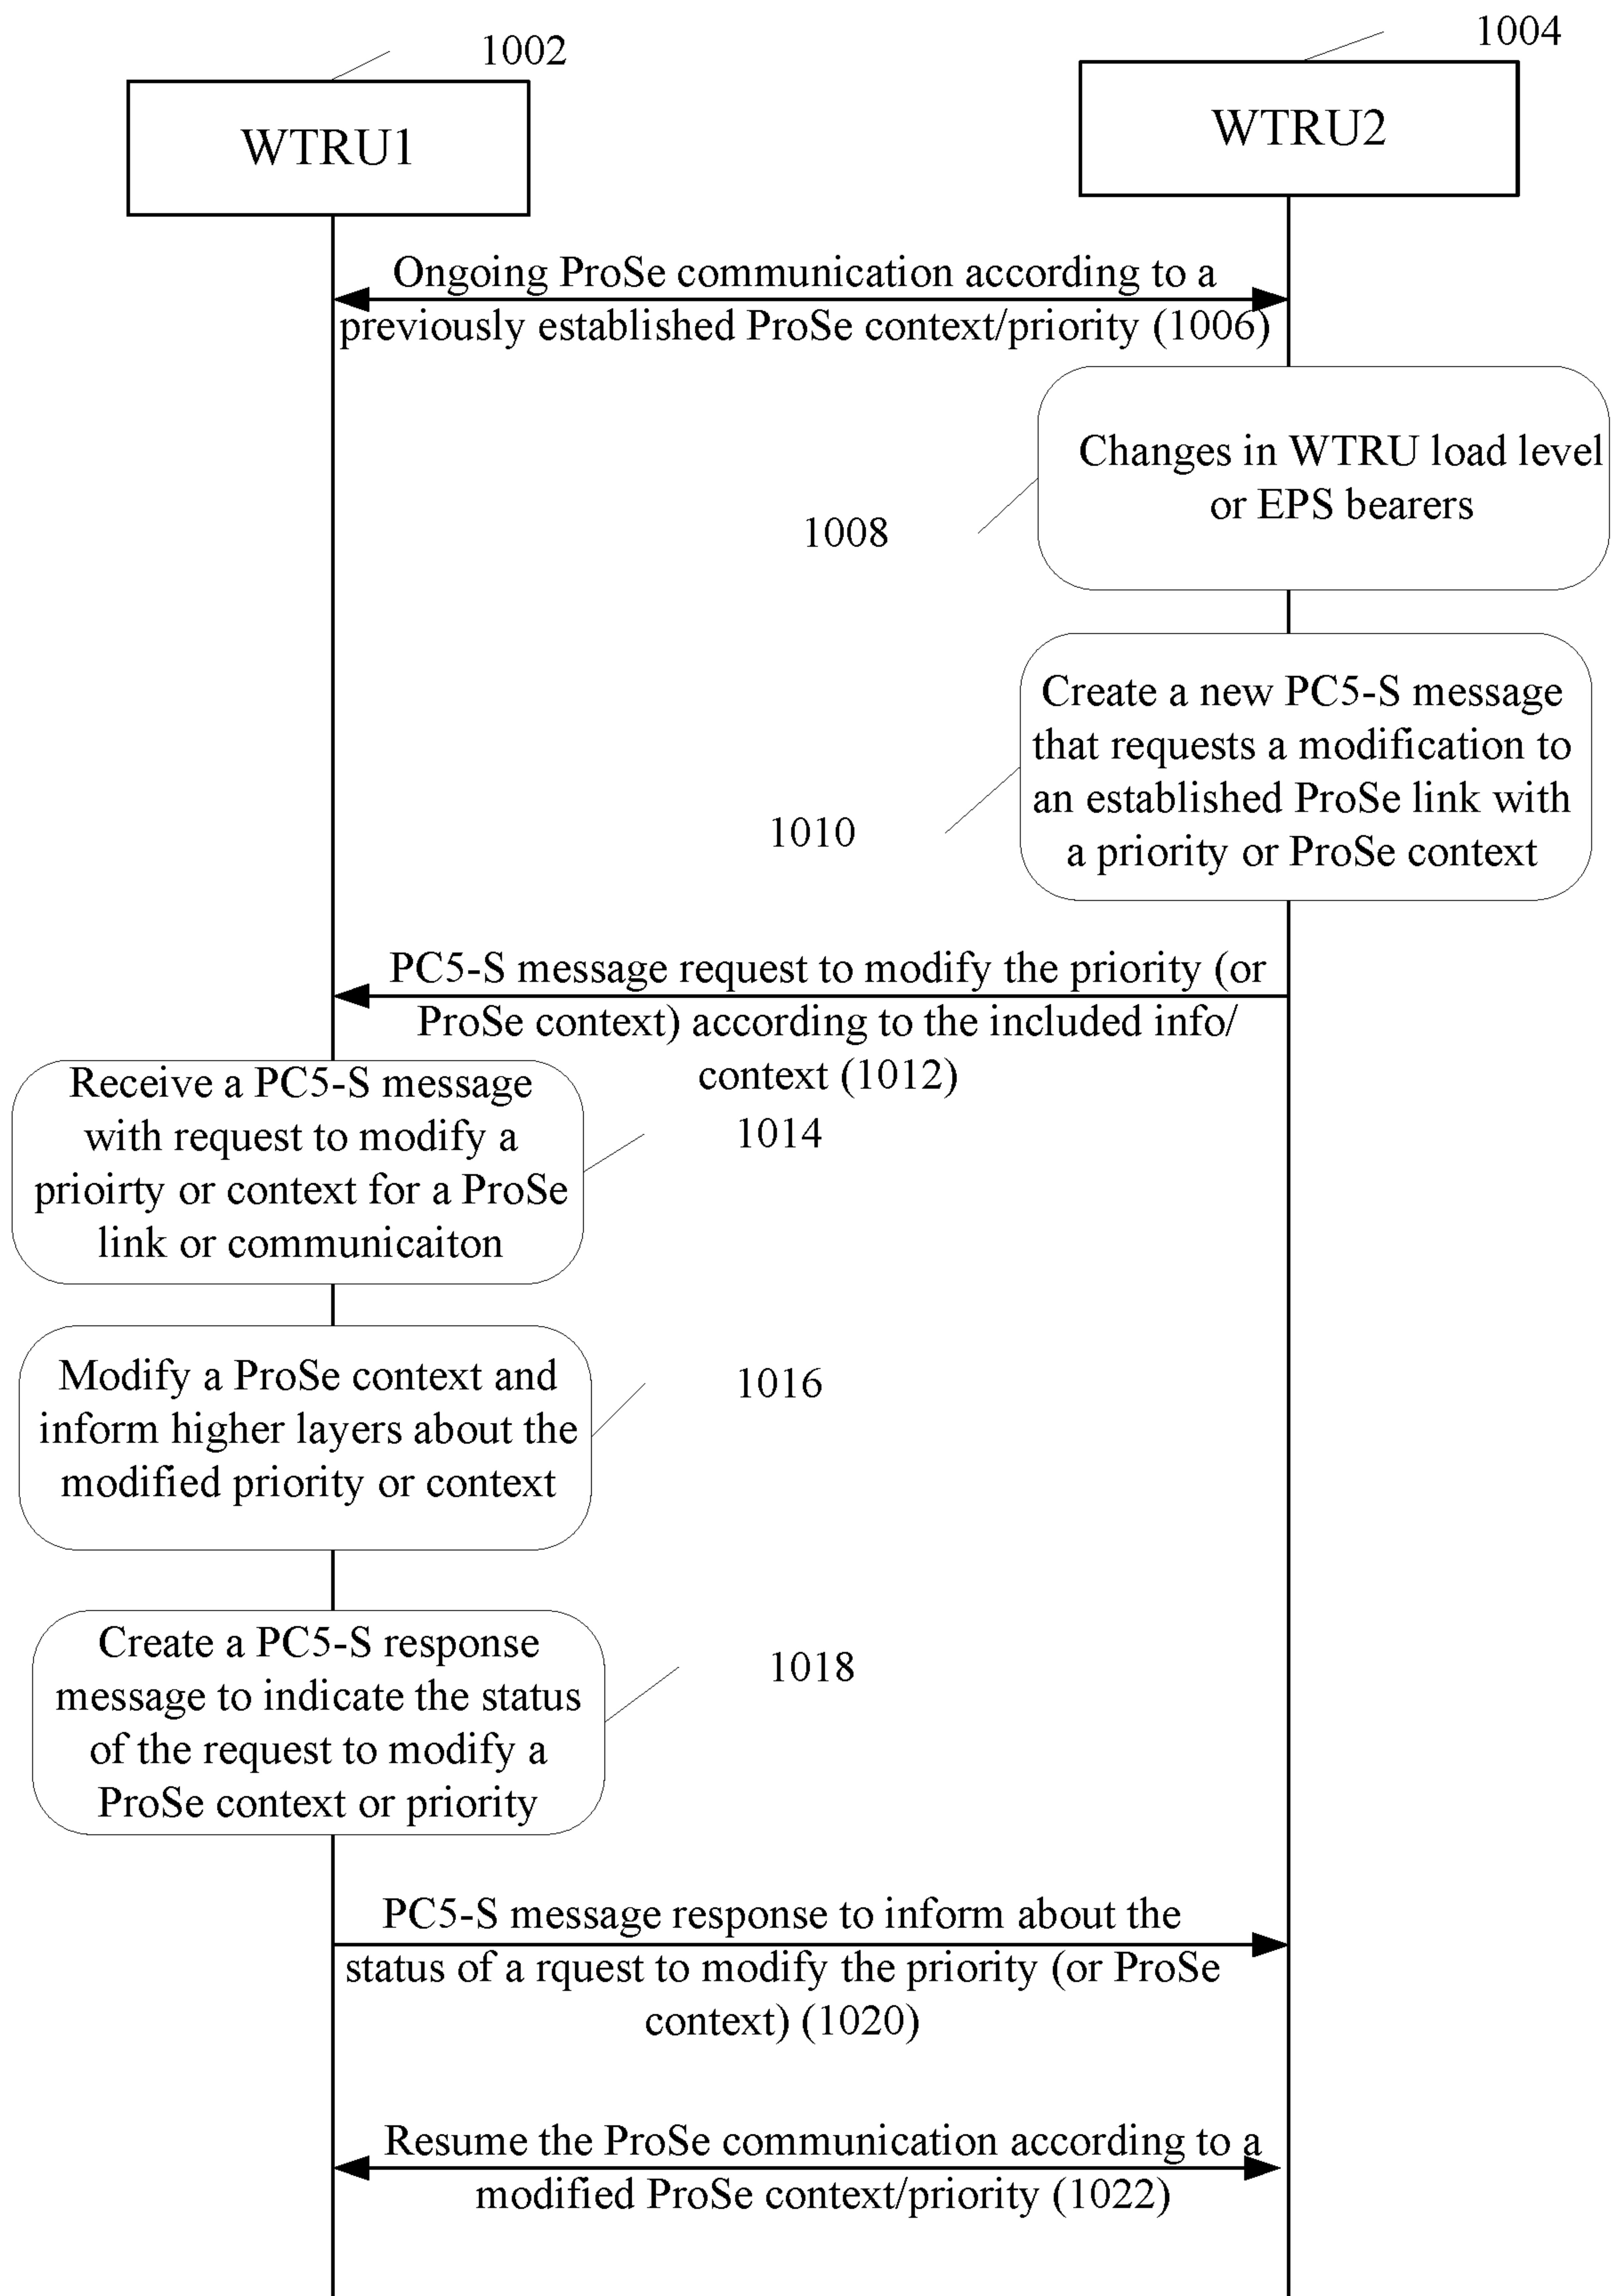 1002
1004
WTRU1
WTRU2
Ongoing ProSe communication according to a
previously established ProSe context/priority (1006)
Changes in WTRU load level
or EPS bearers
1008
Create a new PC5-S message
that requests a modification to
an established ProSe link with
a priority or ProSe context
1010
PC5-S message request to modify the priority (or
ProSe context) according to the included info/
context (1012)
Receive a PC5-S message
with request to modify a
prioirty or context for a ProSe
link or communicaiton
1014
Modify a ProSe context and
inform higher layers about the
modified priority or context
1016
Create a PC5-S response
message to indicate the status
of the request to modify a
ProSe context or priority
1018
PC5-S message response to inform about the
status of a rquest to modify the priority (or ProSe
context) (1020)
Resume the ProSe communication according to a
modified ProSe context/priority (1022)